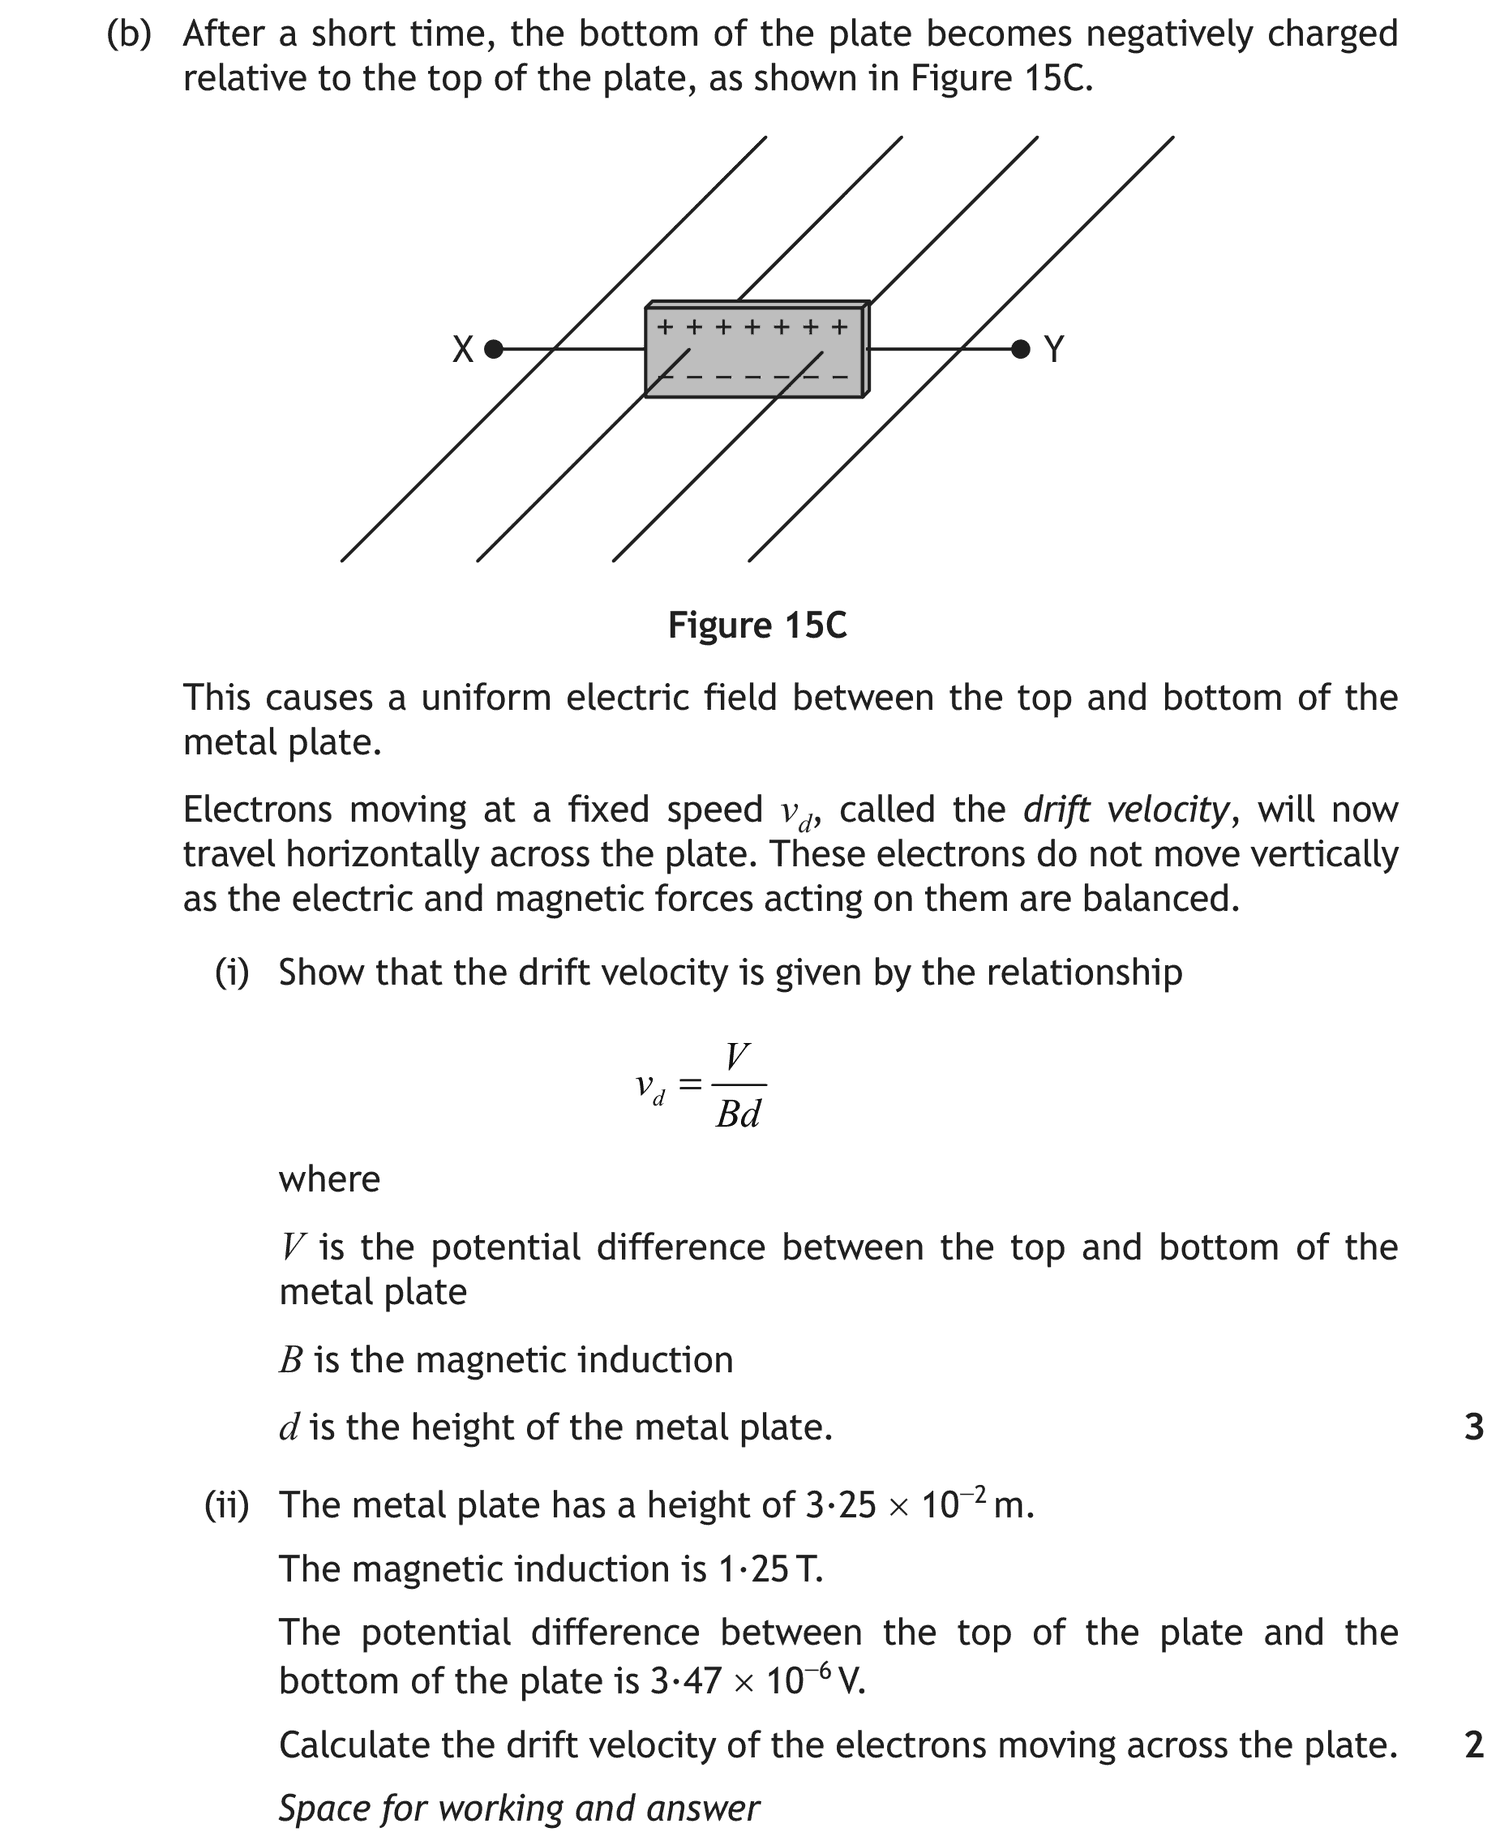 (b) After a short time, the bottom of the plate becomes negatively charged
relative to the top of the plate, as shown in Figure 15C.
X + + + + + + + Y
– – – – – – –
Figure 15C
This causes a uniform electric field between the top and bottom of the
metal plate.
Electrons moving at a fixed speed v_d, called the drift velocity, will now
travel horizontally across the plate. These electrons do not move vertically
as the electric and magnetic forces acting on them are balanced.
(i) Show that the drift velocity is given by the relationship
v_d = V / Bd
where
V is the potential difference between the top and bottom of the
metal plate
B is the magnetic induction
d is the height of the metal plate. 3
(ii) The metal plate has a height of 3·25 × 10⁻² m.
The magnetic induction is 1·25 T.
The potential difference between the top of the plate and the
bottom of the plate is 3·47 × 10⁻⁶ V.
Calculate the drift velocity of the electrons moving across the plate. 2
Space for working and answer